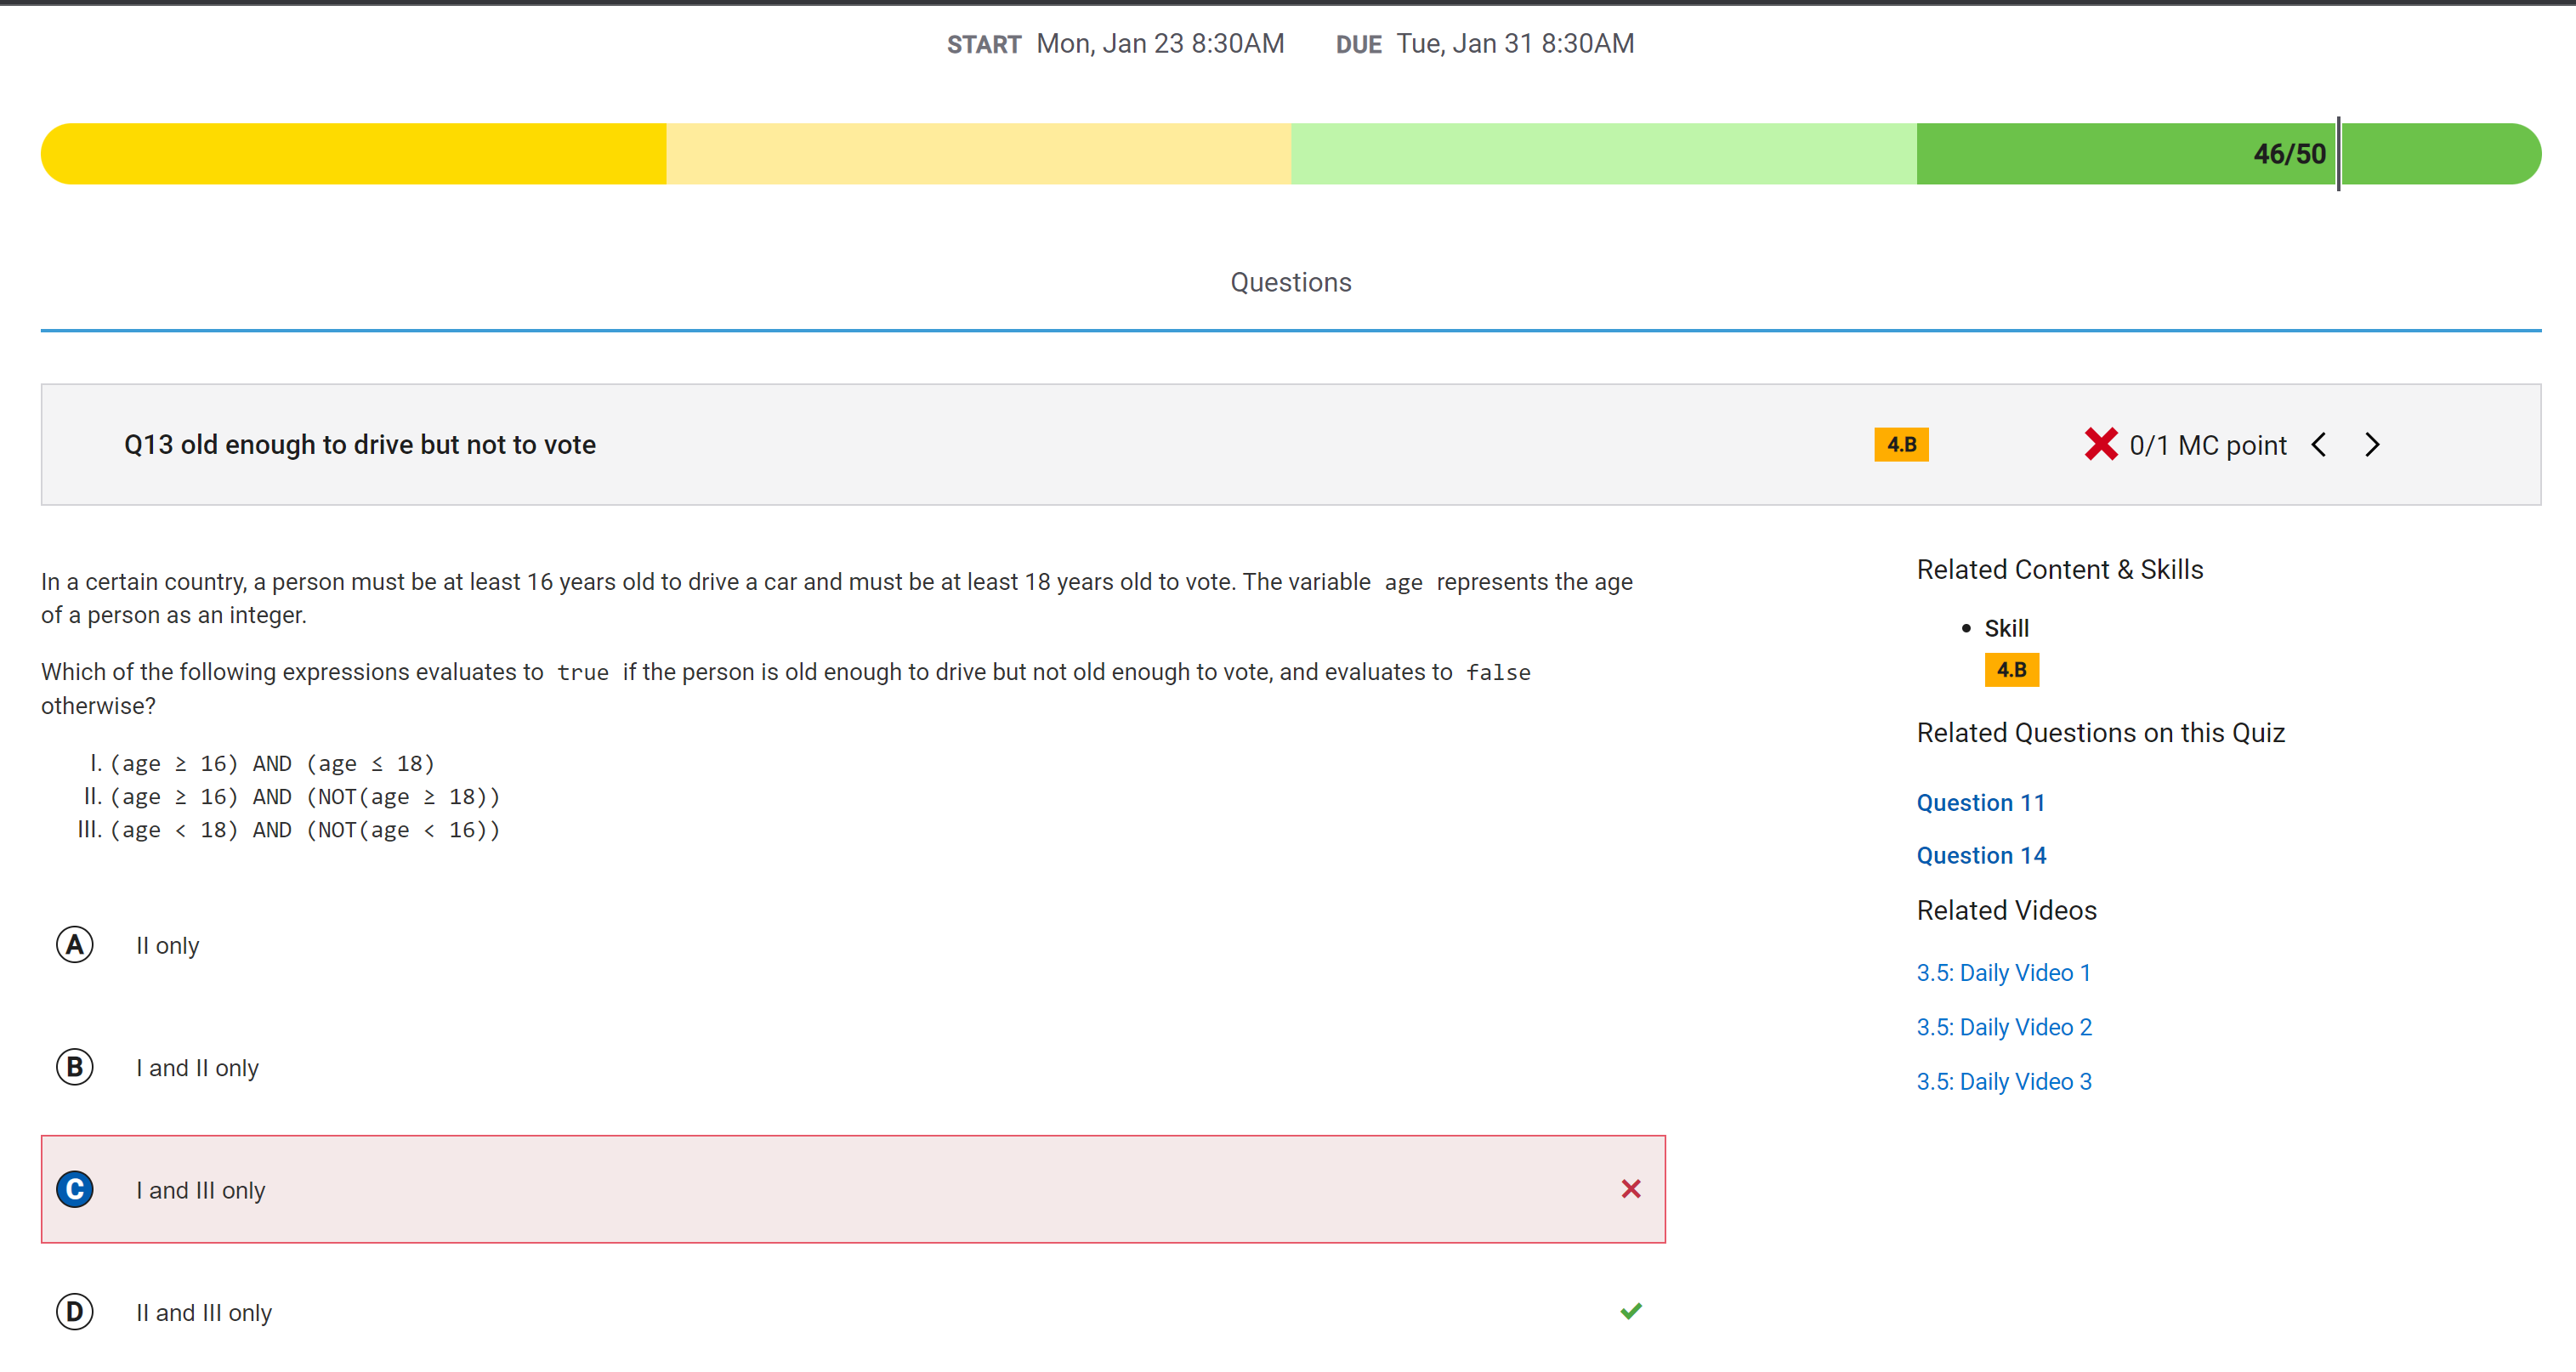 START Mon, Jan 23 8:30AM DUE Tue, Jan 31 8:30AM
46/50
Questions
Q13 old enough to drive but not to vote 4.B 0/1 MC point
In a certain country, a person must be at least 16 years old to drive a car and must be at least 18 years old to vote. The variable age represents the age
of a person as an integer.
Which of the following expressions evaluates to true if the person is old enough to drive but not old enough to vote, and evaluates to false
otherwise?
I. (age ≥ 16) AND (age ≤ 18)
II. (age ≥ 16) AND (NOT(age ≥ 18))
III. (age < 18) AND (NOT(age < 16))
A II only
B I and II only
C I and III only
D II and III only
Related Content & Skills
• Skill
4.B
Related Questions on this Quiz
Question 11
Question 14
Related Videos
3.5: Daily Video 1
3.5: Daily Video 2
3.5: Daily Video 3